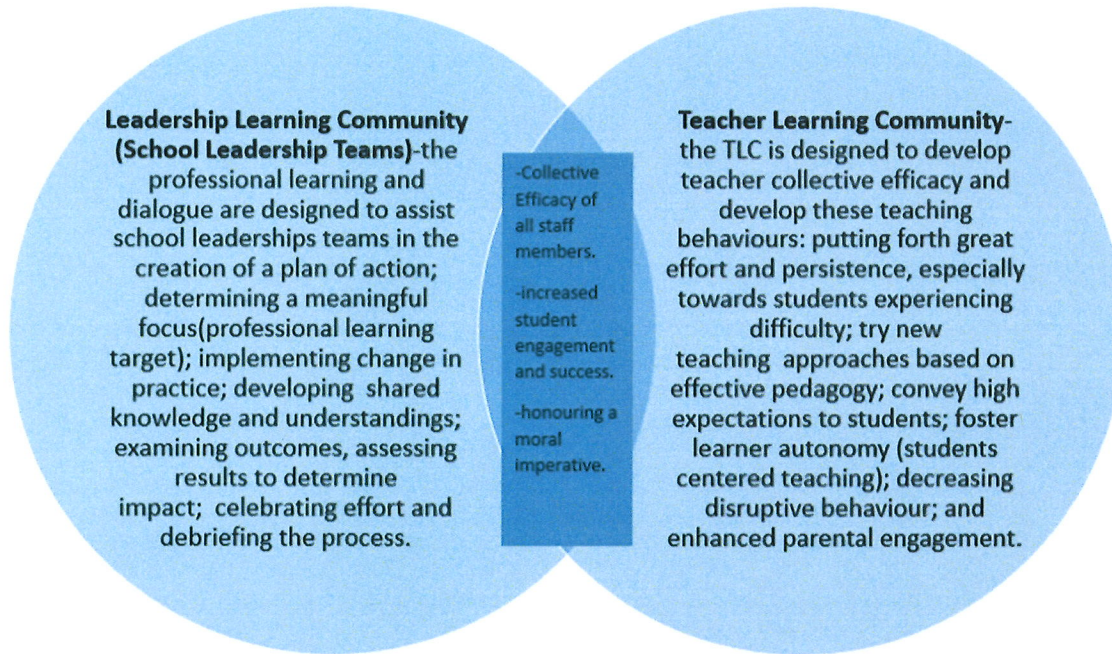 Leadership Learning Community
(School Leadership Teams)-the
professional learning and
dialogue are designed to assist
school leaderships teams in the
creation of a plan of action;
determining a meaningful
focus(professional learning
target); implementing change in
practice; developing shared
knowledge and understandings;
examining outcomes, assessing
results to determine
impact; celebrating effort and
debriefing the process.
-Collective
Efficacy of
all staff
members.
-increased
student
engagement
and success.
-honouring a
moral
imperative.
Teacher Learning Community-
the TLC is designed to develop
teacher collective efficacy and
develop these teaching
behaviours: putting forth great
effort and persistence, especially
towards students experiencing
difficulty; try new
teaching approaches based on
effective pedagogy; convey high
expectations to students; foster
learner autonomy (students
centered teaching); decreasing
disruptive behaviour; and
enhanced parental engagement.